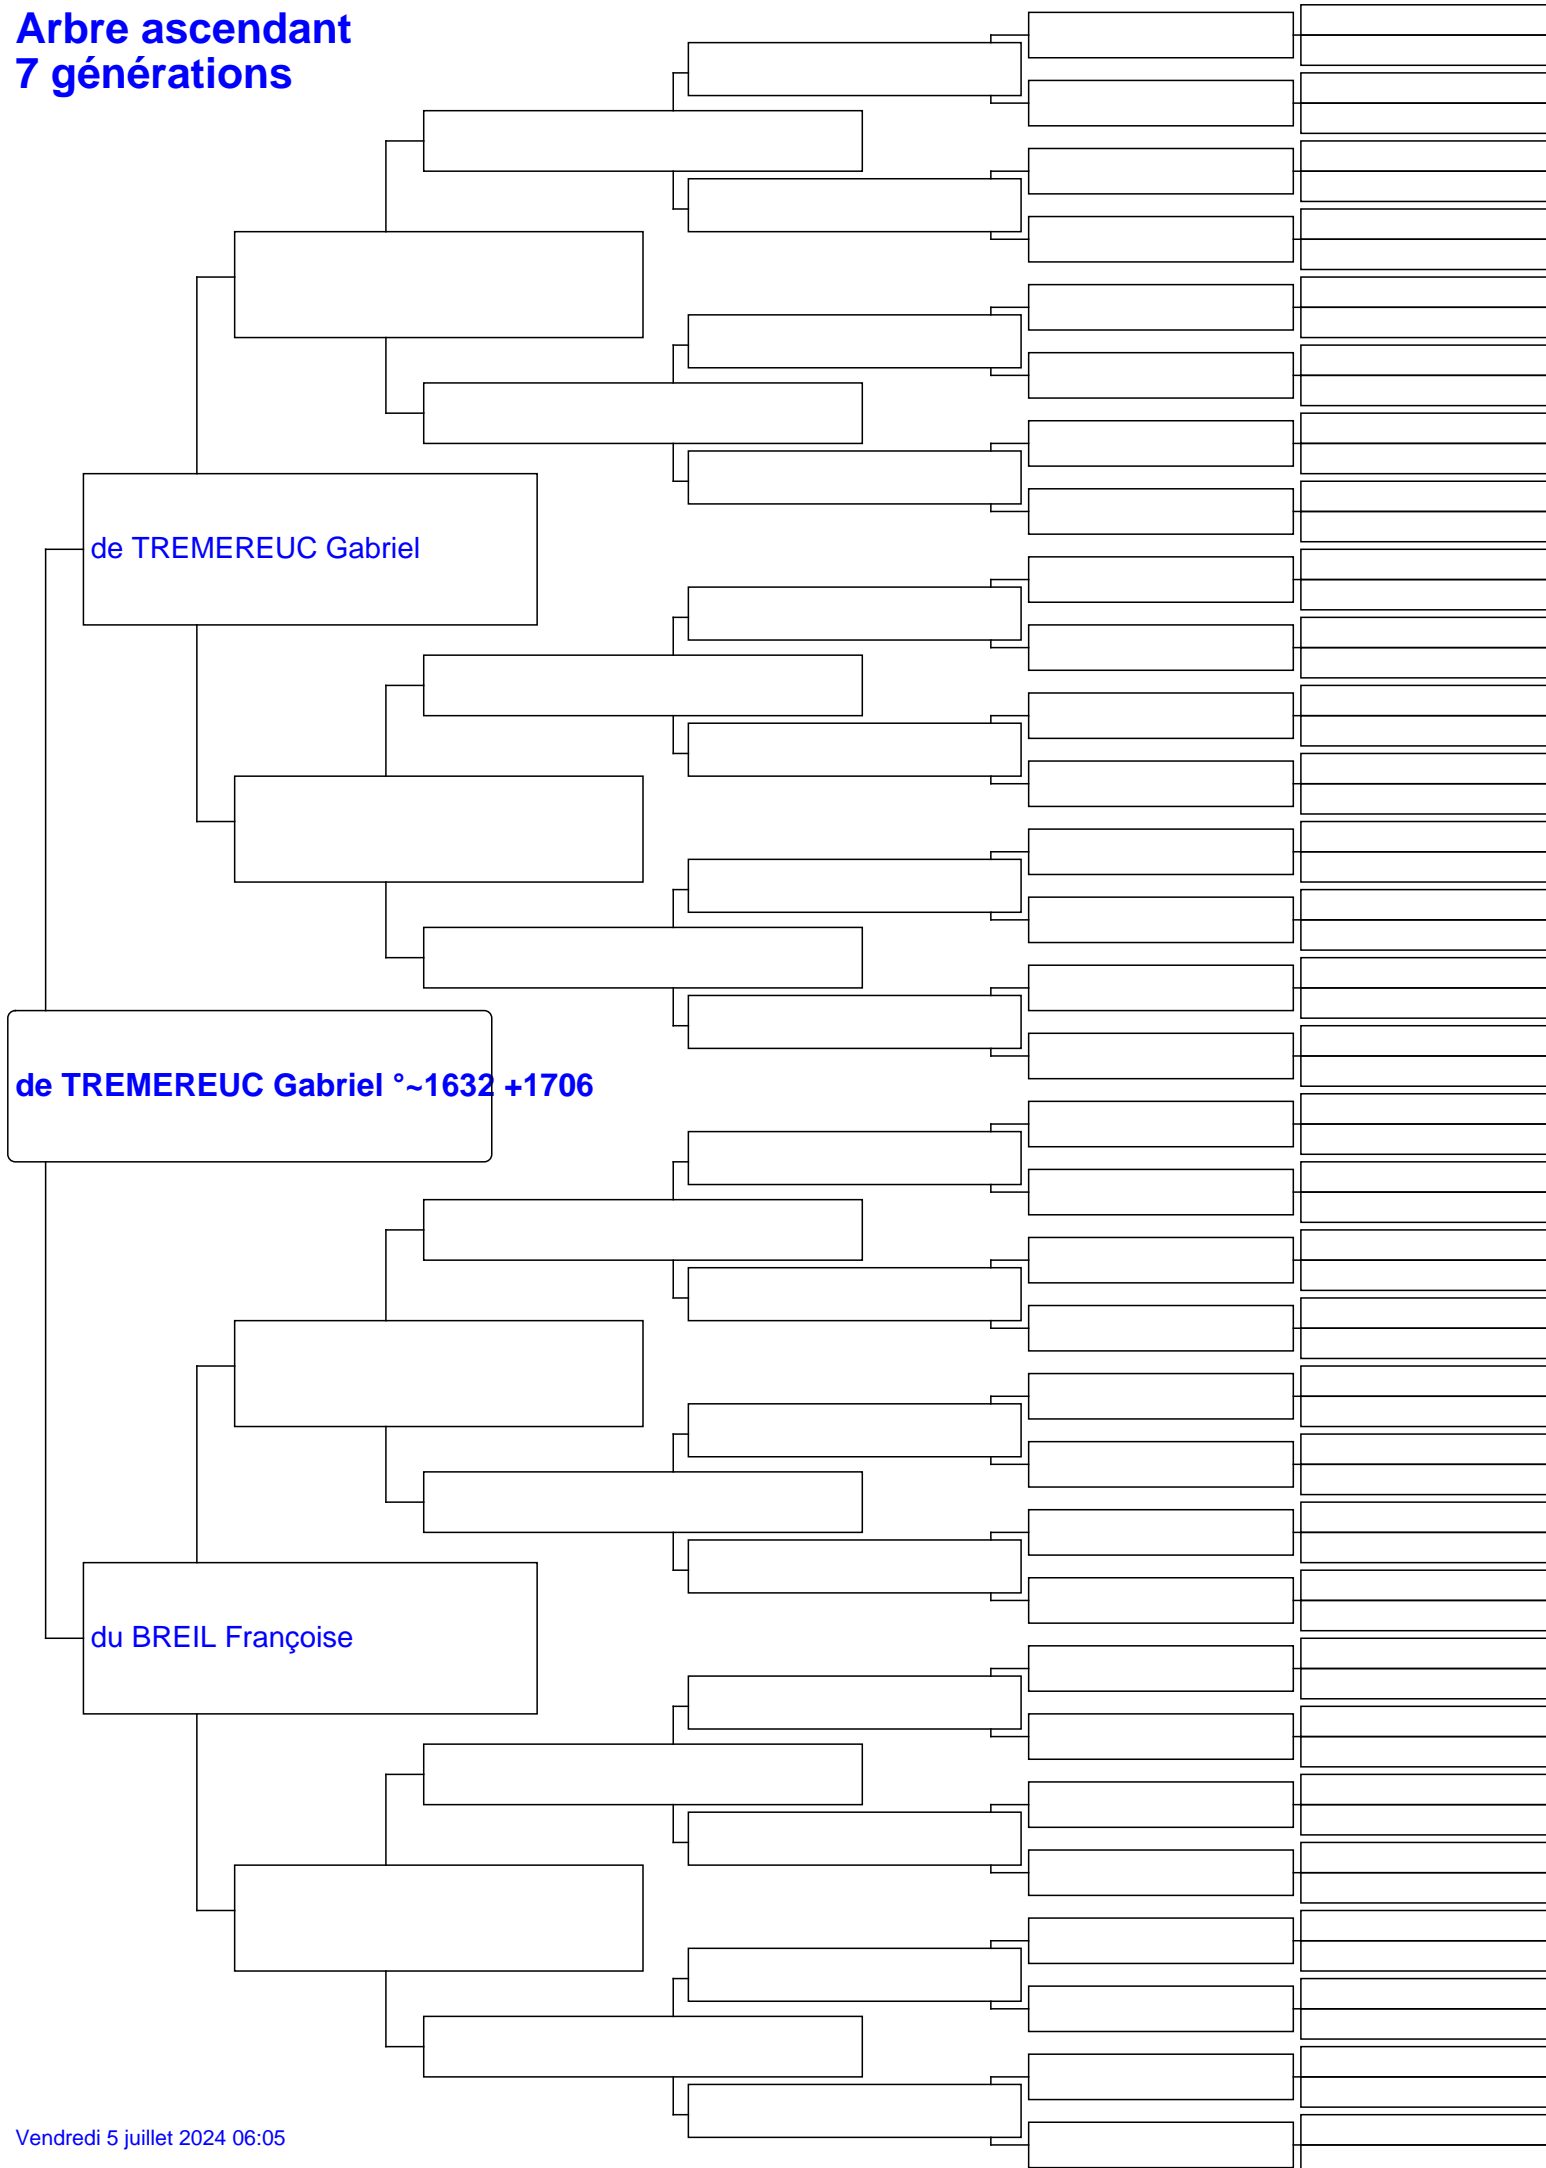 Arbre ascendant
7 générations
de TREMEREUC Gabriel
de TREMEREUC Gabriel °~1632 +1706
du BREIL Françoise
Vendredi 5 juillet 2024 06:05